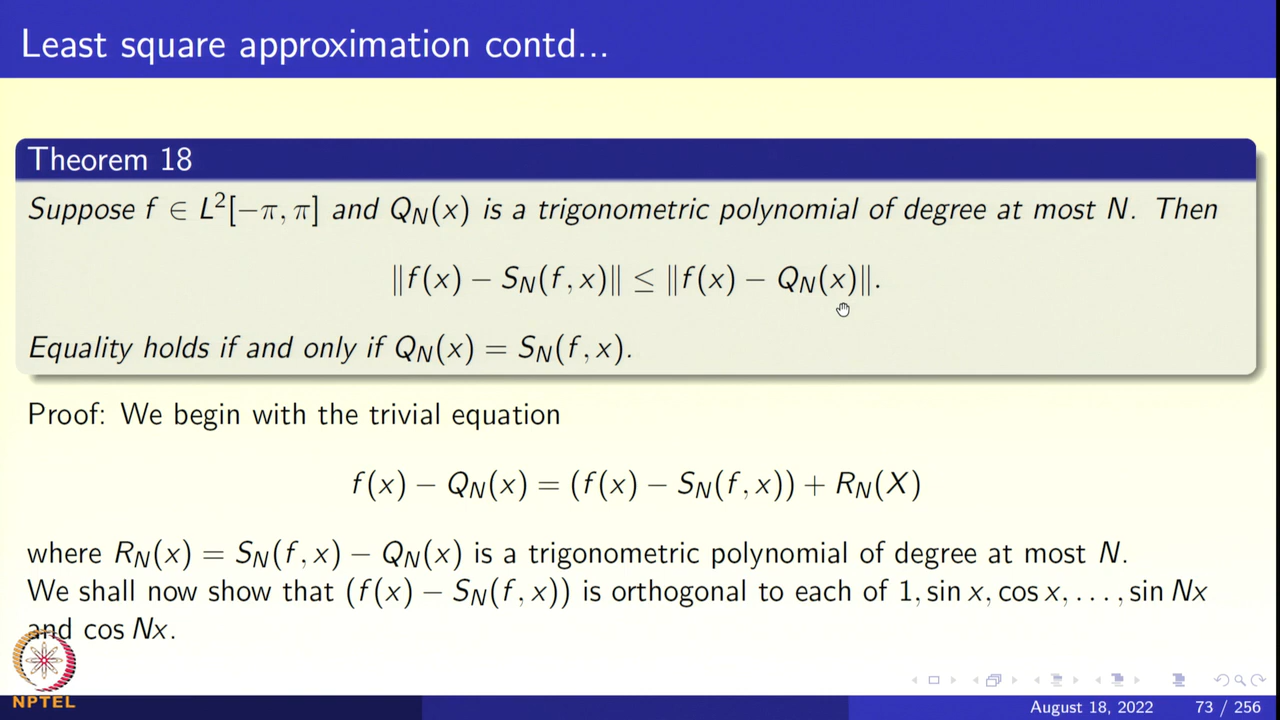 Least square approximation contd...
Theorem 18
Suppose f ∈ L²[−π, π] and Q_N(x) is a trigonometric polynomial of degree at most N. Then
‖f(x) − S_N(f, x)‖ ≤ ‖f(x) − Q_N(x)‖.
Equality holds if and only if Q_N(x) = S_N(f, x).
Proof: We begin with the trivial equation
f(x) − Q_N(x) = (f(x) − S_N(f, x)) + R_N(X)
where R_N(x) = S_N(f, x) − Q_N(x) is a trigonometric polynomial of degree at most N.
We shall now show that (f(x) − S_N(f, x)) is orthogonal to each of 1, sin x, cos x, . . . , sin Nx
and cos Nx.
NPTEL
August 18, 2022 73 / 256